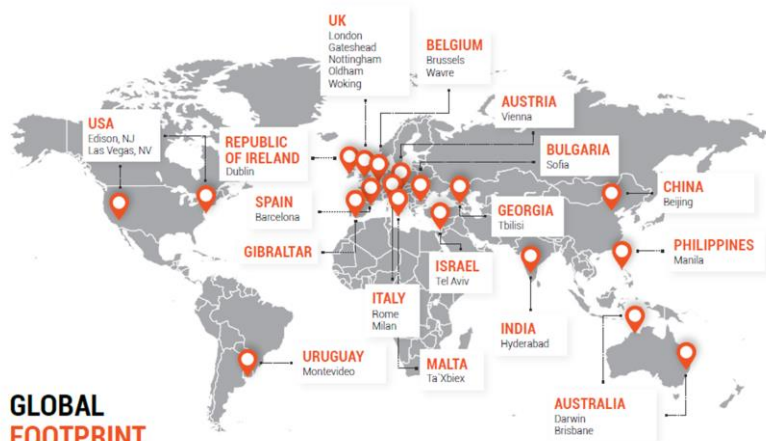 UK
London
Gateshead
Nottingham
Oldham
Woking
BELGIUM
Brussels
Wavre
AUSTRIA
Vienna
USA
Edison, NJ
Las Vegas, NV
REPUBLIC
OF IRELAND
Dublin
BULGARIA
Sofia
CHINA
Beijing
SPAIN
Barcelona
GEORGIA
Tbilisi
GIBRALTAR
PHILIPPINES
Manila
ISRAEL
Tel Aviv
ITALY
Rome
Milan
INDIA
Hyderabad
URUGUAY
Montevideo
MALTA
Ta`Xbiex
AUSTRALIA
Darwin
Brisbane
GLOBAL
FOOTPRINT